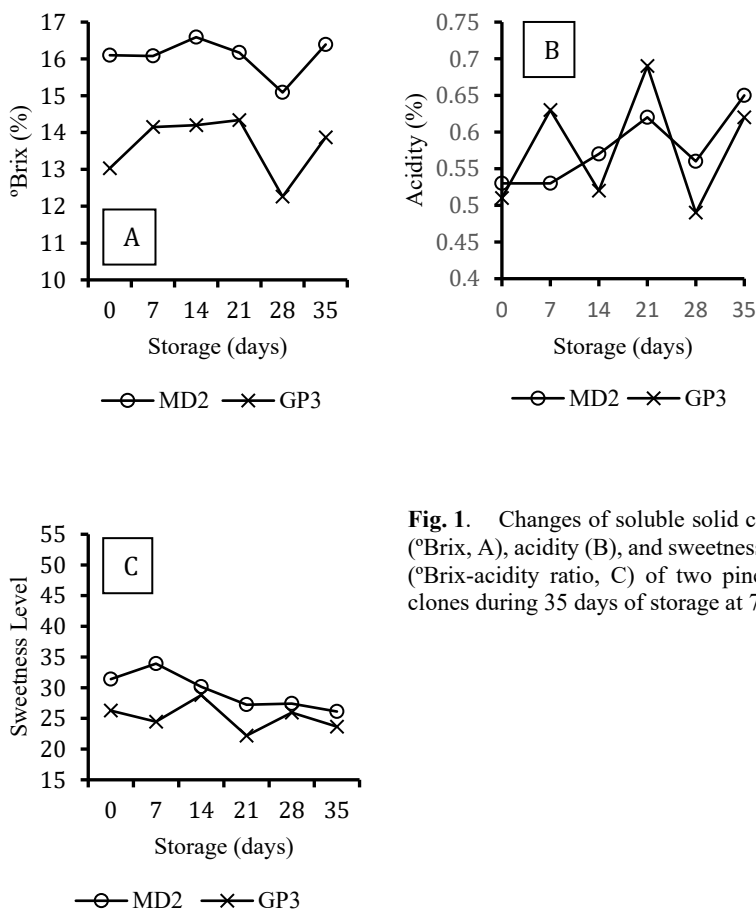 17
16
15
14
13
12
11
10
ºBrix (%)
A
0 7 14 21 28 35
Storage (days)
MD2 GP3
0.75
0.7
0.65
0.6
0.55
0.5
0.45
0.4
Acidity (%)
B
0 7 14 21 28 35
Storage (days)
MD2 GP3
55
50
45
40
35
30
25
20
15
Sweetness Level
C
0 7 14 21 28 35
Storage (days)
MD2 GP3
Fig. 1. Changes of soluble solid c
(ºBrix, A), acidity (B), and sweetness
(ºBrix-acidity ratio, C) of two pine
clones during 35 days of storage at 7